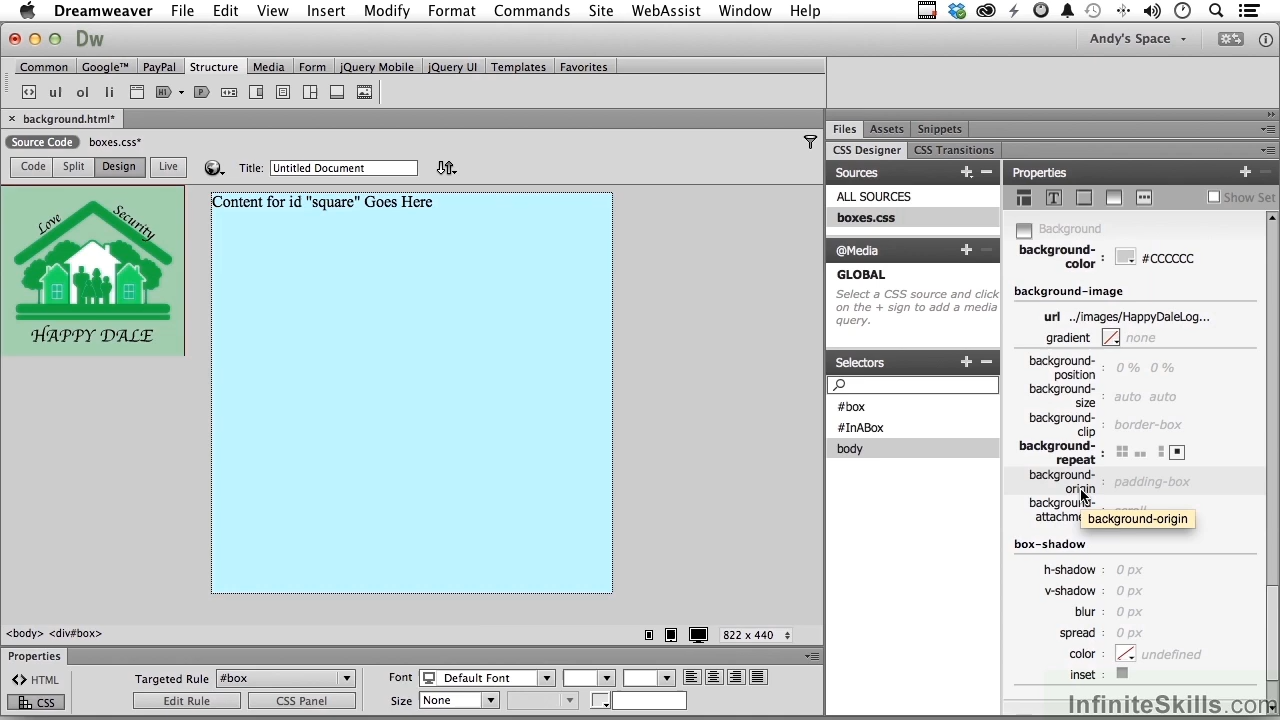 Dreamweaver File Edit View Insert Modify Format Commands Site WebAssist Window Help
Dw
Andy's Space
Common Google™ PayPal Structure Media Form jQuery Mobile jQuery UI Templates Favorites
ul ol li H1 P
× background.html*
Source Code boxes.css*
Code Split Design Live Title: Untitled Document
Love Security
HAPPY DALE
Content for id "square" Goes Here
<body> <div#box>
822 x 440
Properties
HTML
CSS
Targeted Rule #box
Edit Rule CSS Panel
Font Default Font
Size None
Files Assets Snippets
CSS Designer CSS Transitions
Sources
ALL SOURCES
boxes.css
@Media
GLOBAL
Select a CSS source and click
on the + sign to add a media
query.
Selectors
#box
#InABox
body
Properties
T Show Set
Background
background-
color : #CCCCCC
background-image
url ../images/HappyDaleLog...
gradient none
background-
position : 0 % 0 %
background-
size : auto auto
background-
clip : border-box
background-
repeat :
background-
origin : padding-box
background-
background-origin
box-shadow
h-shadow : 0 px
v-shadow : 0 px
blur : 0 px
spread : 0 px
color : undefined
inset :
InfiniteSkills.com